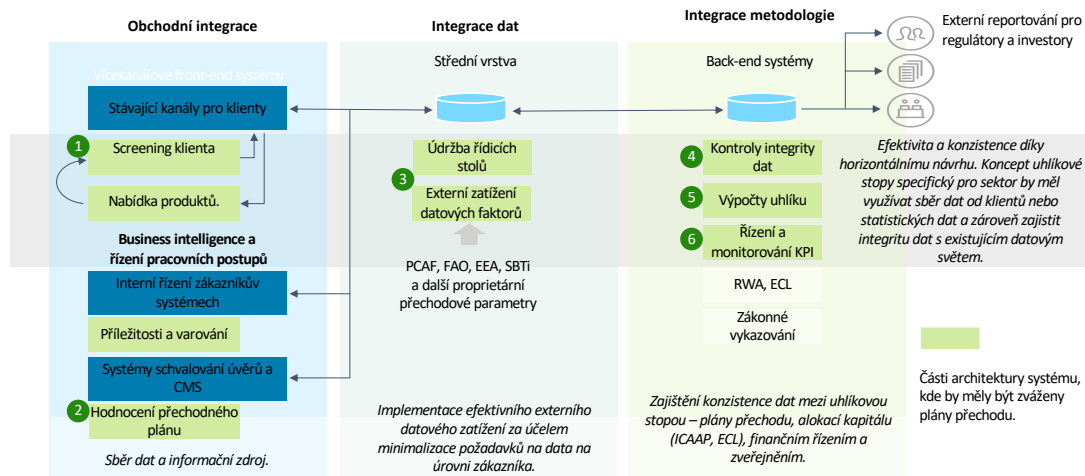 Obchodní integrace
Vícekanálové front-end systémy
Stávající kanály pro klienty
1
Screening klienta
Nabídka produktů.
Business intelligence a
řízení pracovních postupů
Interní řízení zákazníkův
systémech
Příležitosti a varování
Systémy schvalování úvěrů a
CMS
2
Hodnocení přechodného
plánu
Sběr dat a informační zdroj.
Integrace dat
Střední vrstva
Údržba řídicích
stolů
3
Externí zatížení
datových faktorů
PCAF, FAO, EEA, SBTi
a další proprietární
přechodové parametry
Implementace efektivního externího
datového zatížení za účelem
minimalizace požadavků na data na
úrovni zákazníka.
Integrace metodologie
Back-end systémy
4
Kontroly integrity
dat
5
Výpočty uhlíku
6
Řízení a
monitorování KPI
RWA, ECL
Zákonné
vykazování
Zajištění konzistence dat mezi uhlíkovou
stopou – plány přechodu, alokací kapitálu
(ICAAP, ECL), finančním řízením a
zveřejněním.
Externí reportování pro
regulátory a investory
Efektivita a konzistence díky
horizontálnímu návrhu. Koncept uhlíkové
stopy specifický pro sektor by měl
využívat sběr dat od klientů nebo
statistických dat a zároveň zajistit
integritu dat s existujícím datovým
světem.
Části architektury systému,
kde by měly být zváženy
plány přechodu.